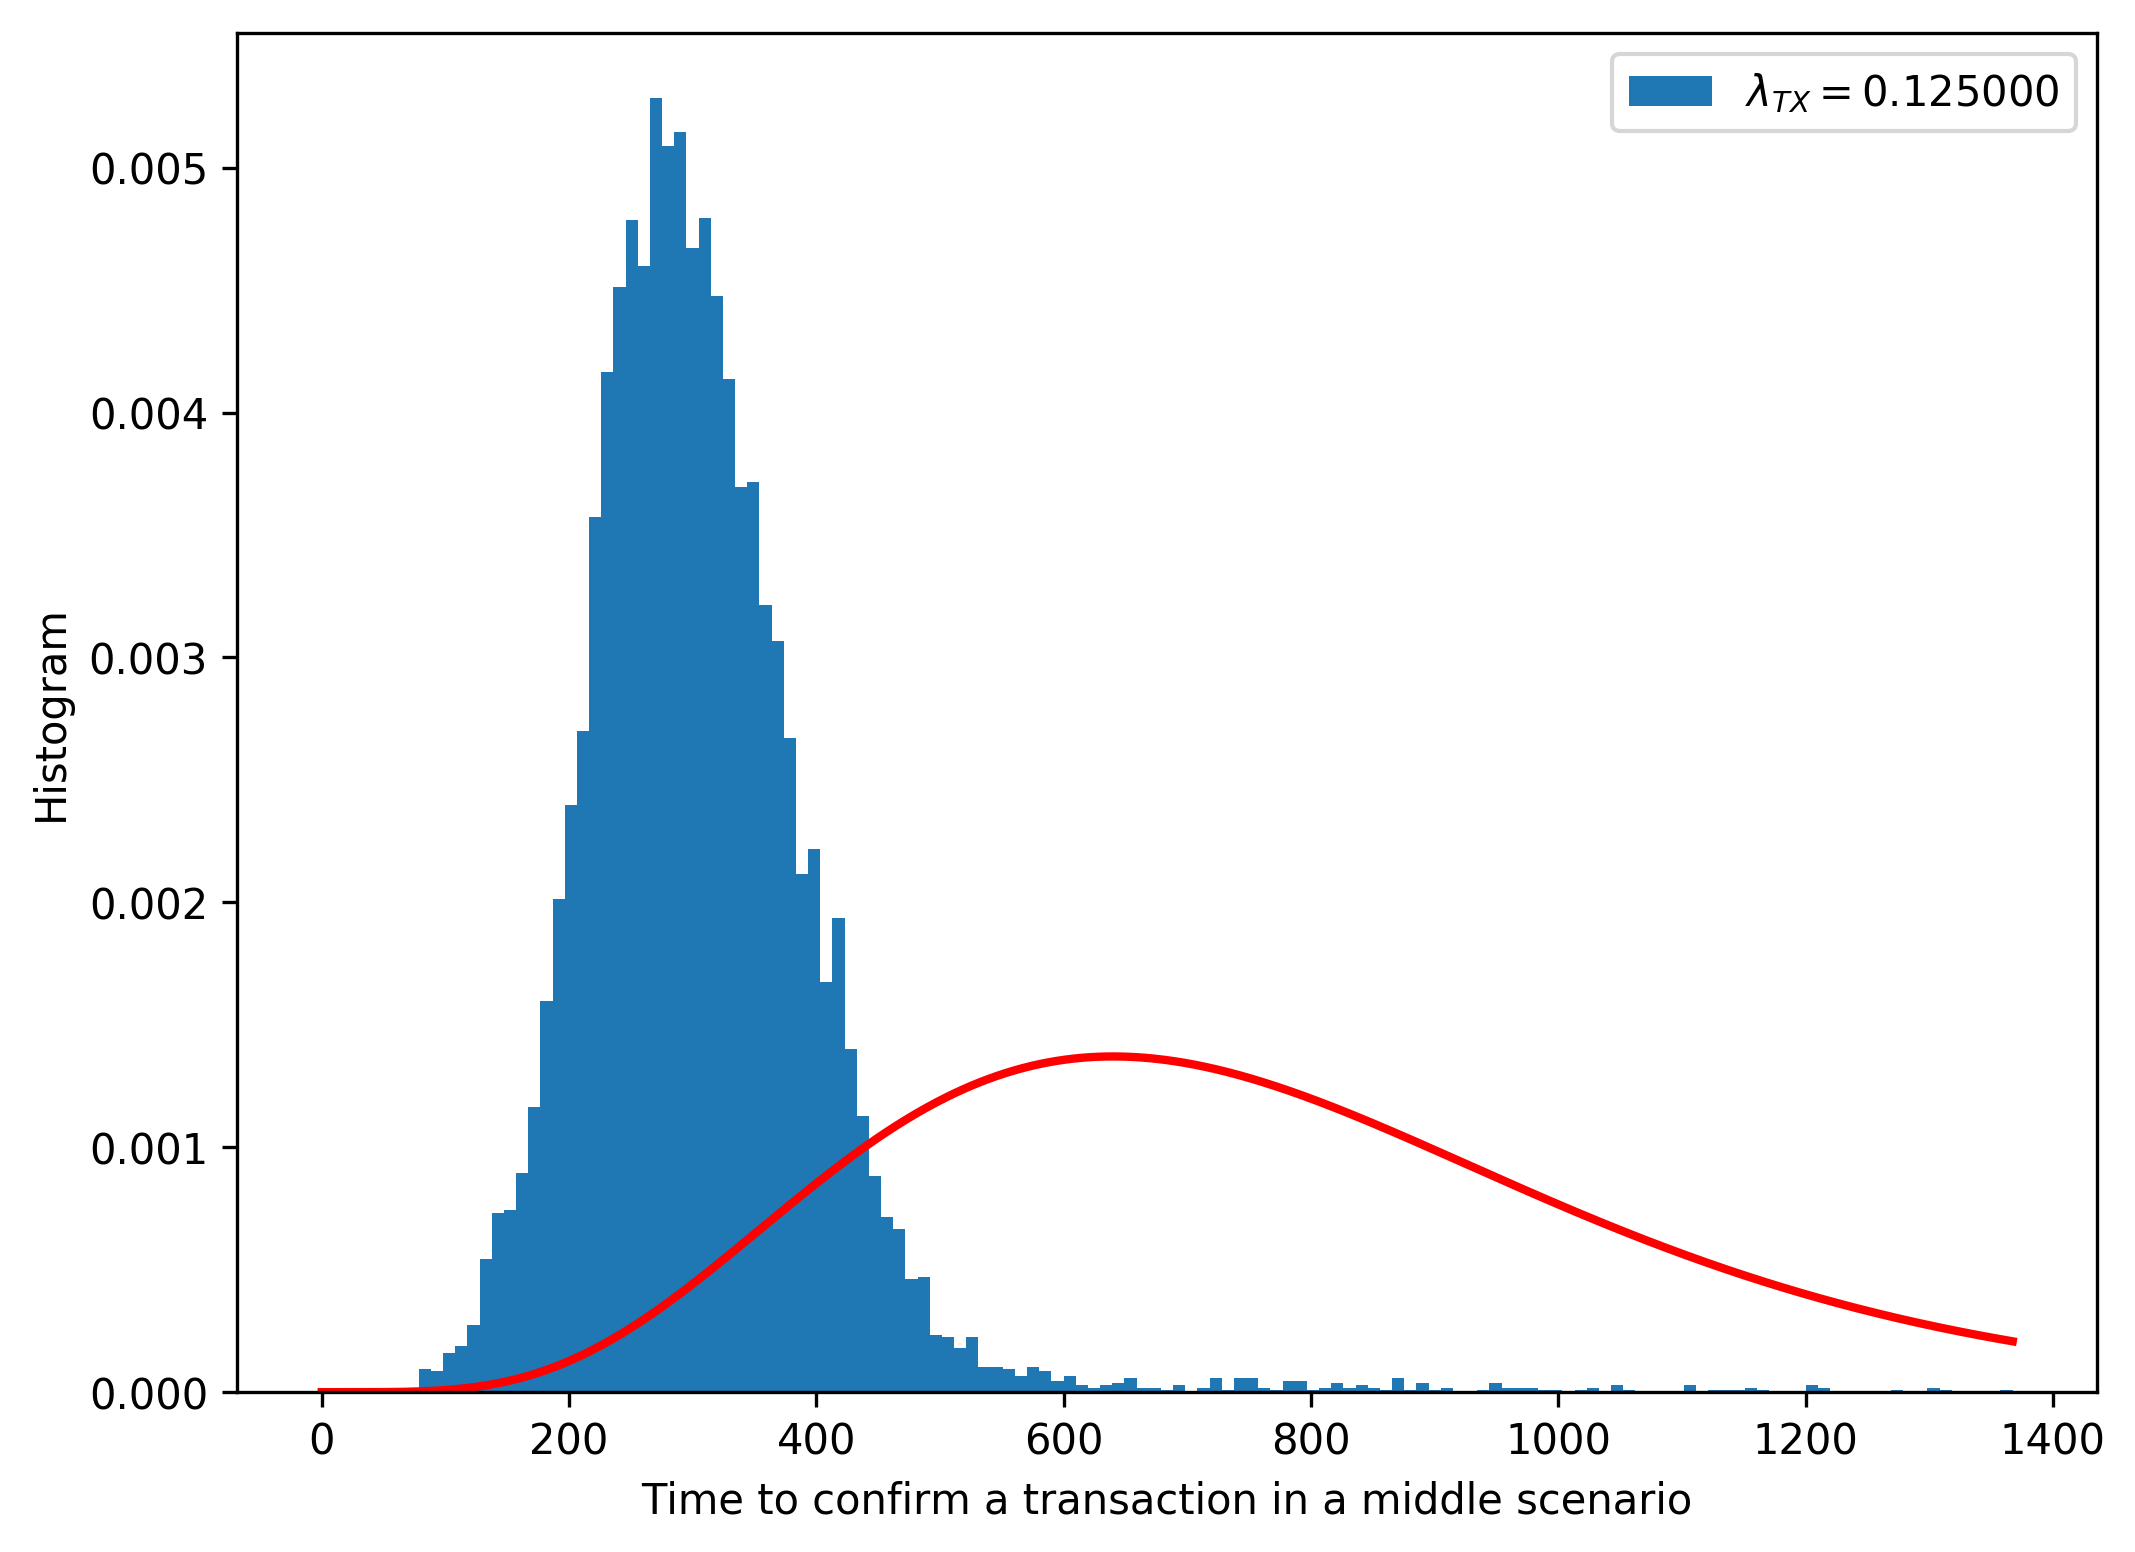 λ_TX = 0.125000
0.005
0.004
0.003
0.002
0.001
0.000
Histogram
0 200 400 600 800 1000 1200 1400
Time to confirm a transaction in a middle scenario